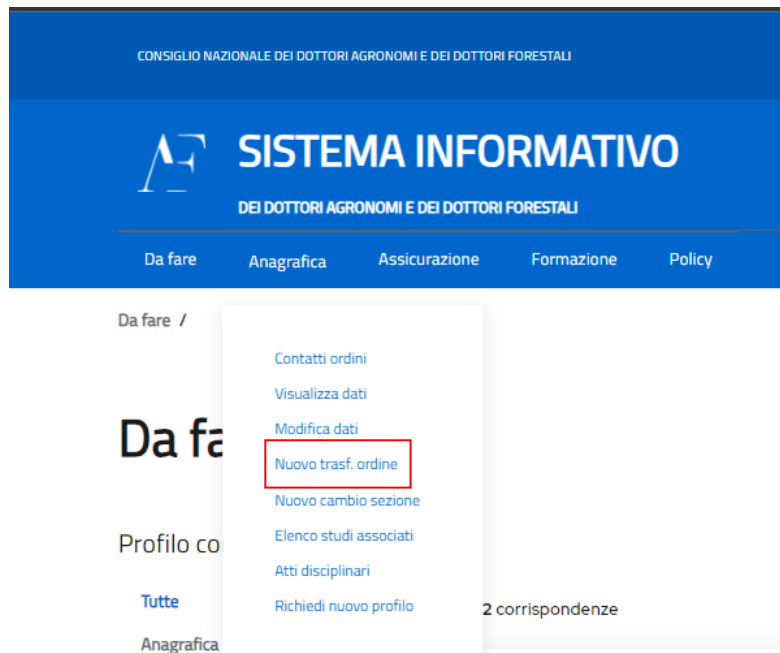 CONSIGLIO NAZIONALE DEI DOTTORI AGRONOMI E DEI DOTTORI FORESTALI
AF SISTEMA INFORMATIVO
DEI DOTTORI AGRONOMI E DEI DOTTORI FORESTALI
Da fare Anagrafica Assicurazione Formazione Policy
Da fare /
Contatti ordini
Visualizza dati
Modifica dati
Da fa
Nuovo trasf. ordine
Nuovo cambio sezione
Elenco studi associati
Profilo co
Atti disciplinari
Tutte
Richiedi nuovo profilo
2 corrispondenze
Anagrafica